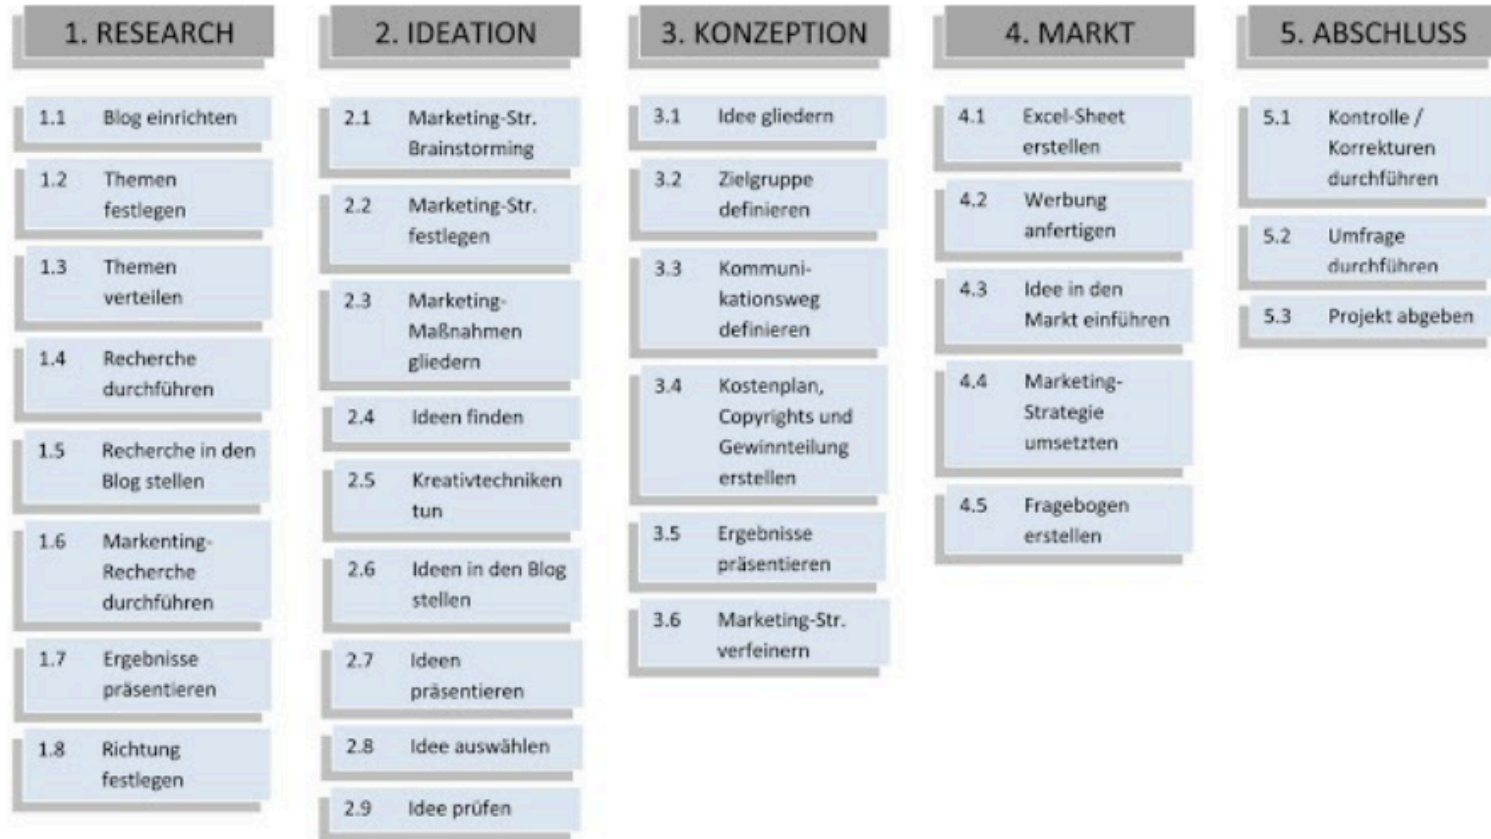 1. RESEARCH
1.1 Blog einrichten
1.2 Themen
festlegen
1.3 Themen
verteilen
1.4 Recherche
durchführen
1.5 Recherche in den
Blog stellen
1.6 Markenting-
Recherche
durchführen
1.7 Ergebnisse
präsentieren
1.8 Richtung
festlegen
2. IDEATION
2.1 Marketing-Str.
Brainstorming
2.2 Marketing-Str.
festlegen
2.3 Marketing-
Maßnahmen
gliedern
2.4 Ideen finden
2.5 Kreativtechniken
tun
2.6 Ideen in den Blog
stellen
2.7 Ideen
präsentieren
2.8 Idee auswählen
2.9 Idee prüfen
3. KONZEPTION
3.1 Idee gliedern
3.2 Zielgruppe
definieren
3.3 Kommuni-
kationsweg
definieren
3.4 Kostenplan,
Copyrights und
Gewinnteilung
erstellen
3.5 Ergebnisse
präsentieren
3.6 Marketing-Str.
verfeinern
4. MARKT
4.1 Excel-Sheet
erstellen
4.2 Werbung
anfertigen
4.3 Idee in den
Markt einführen
4.4 Marketing-
Strategie
umsetzten
4.5 Fragebogen
erstellen
5. ABSCHLUSS
5.1 Kontrolle /
Korrekturen
durchführen
5.2 Umfrage
durchführen
5.3 Projekt abgeben